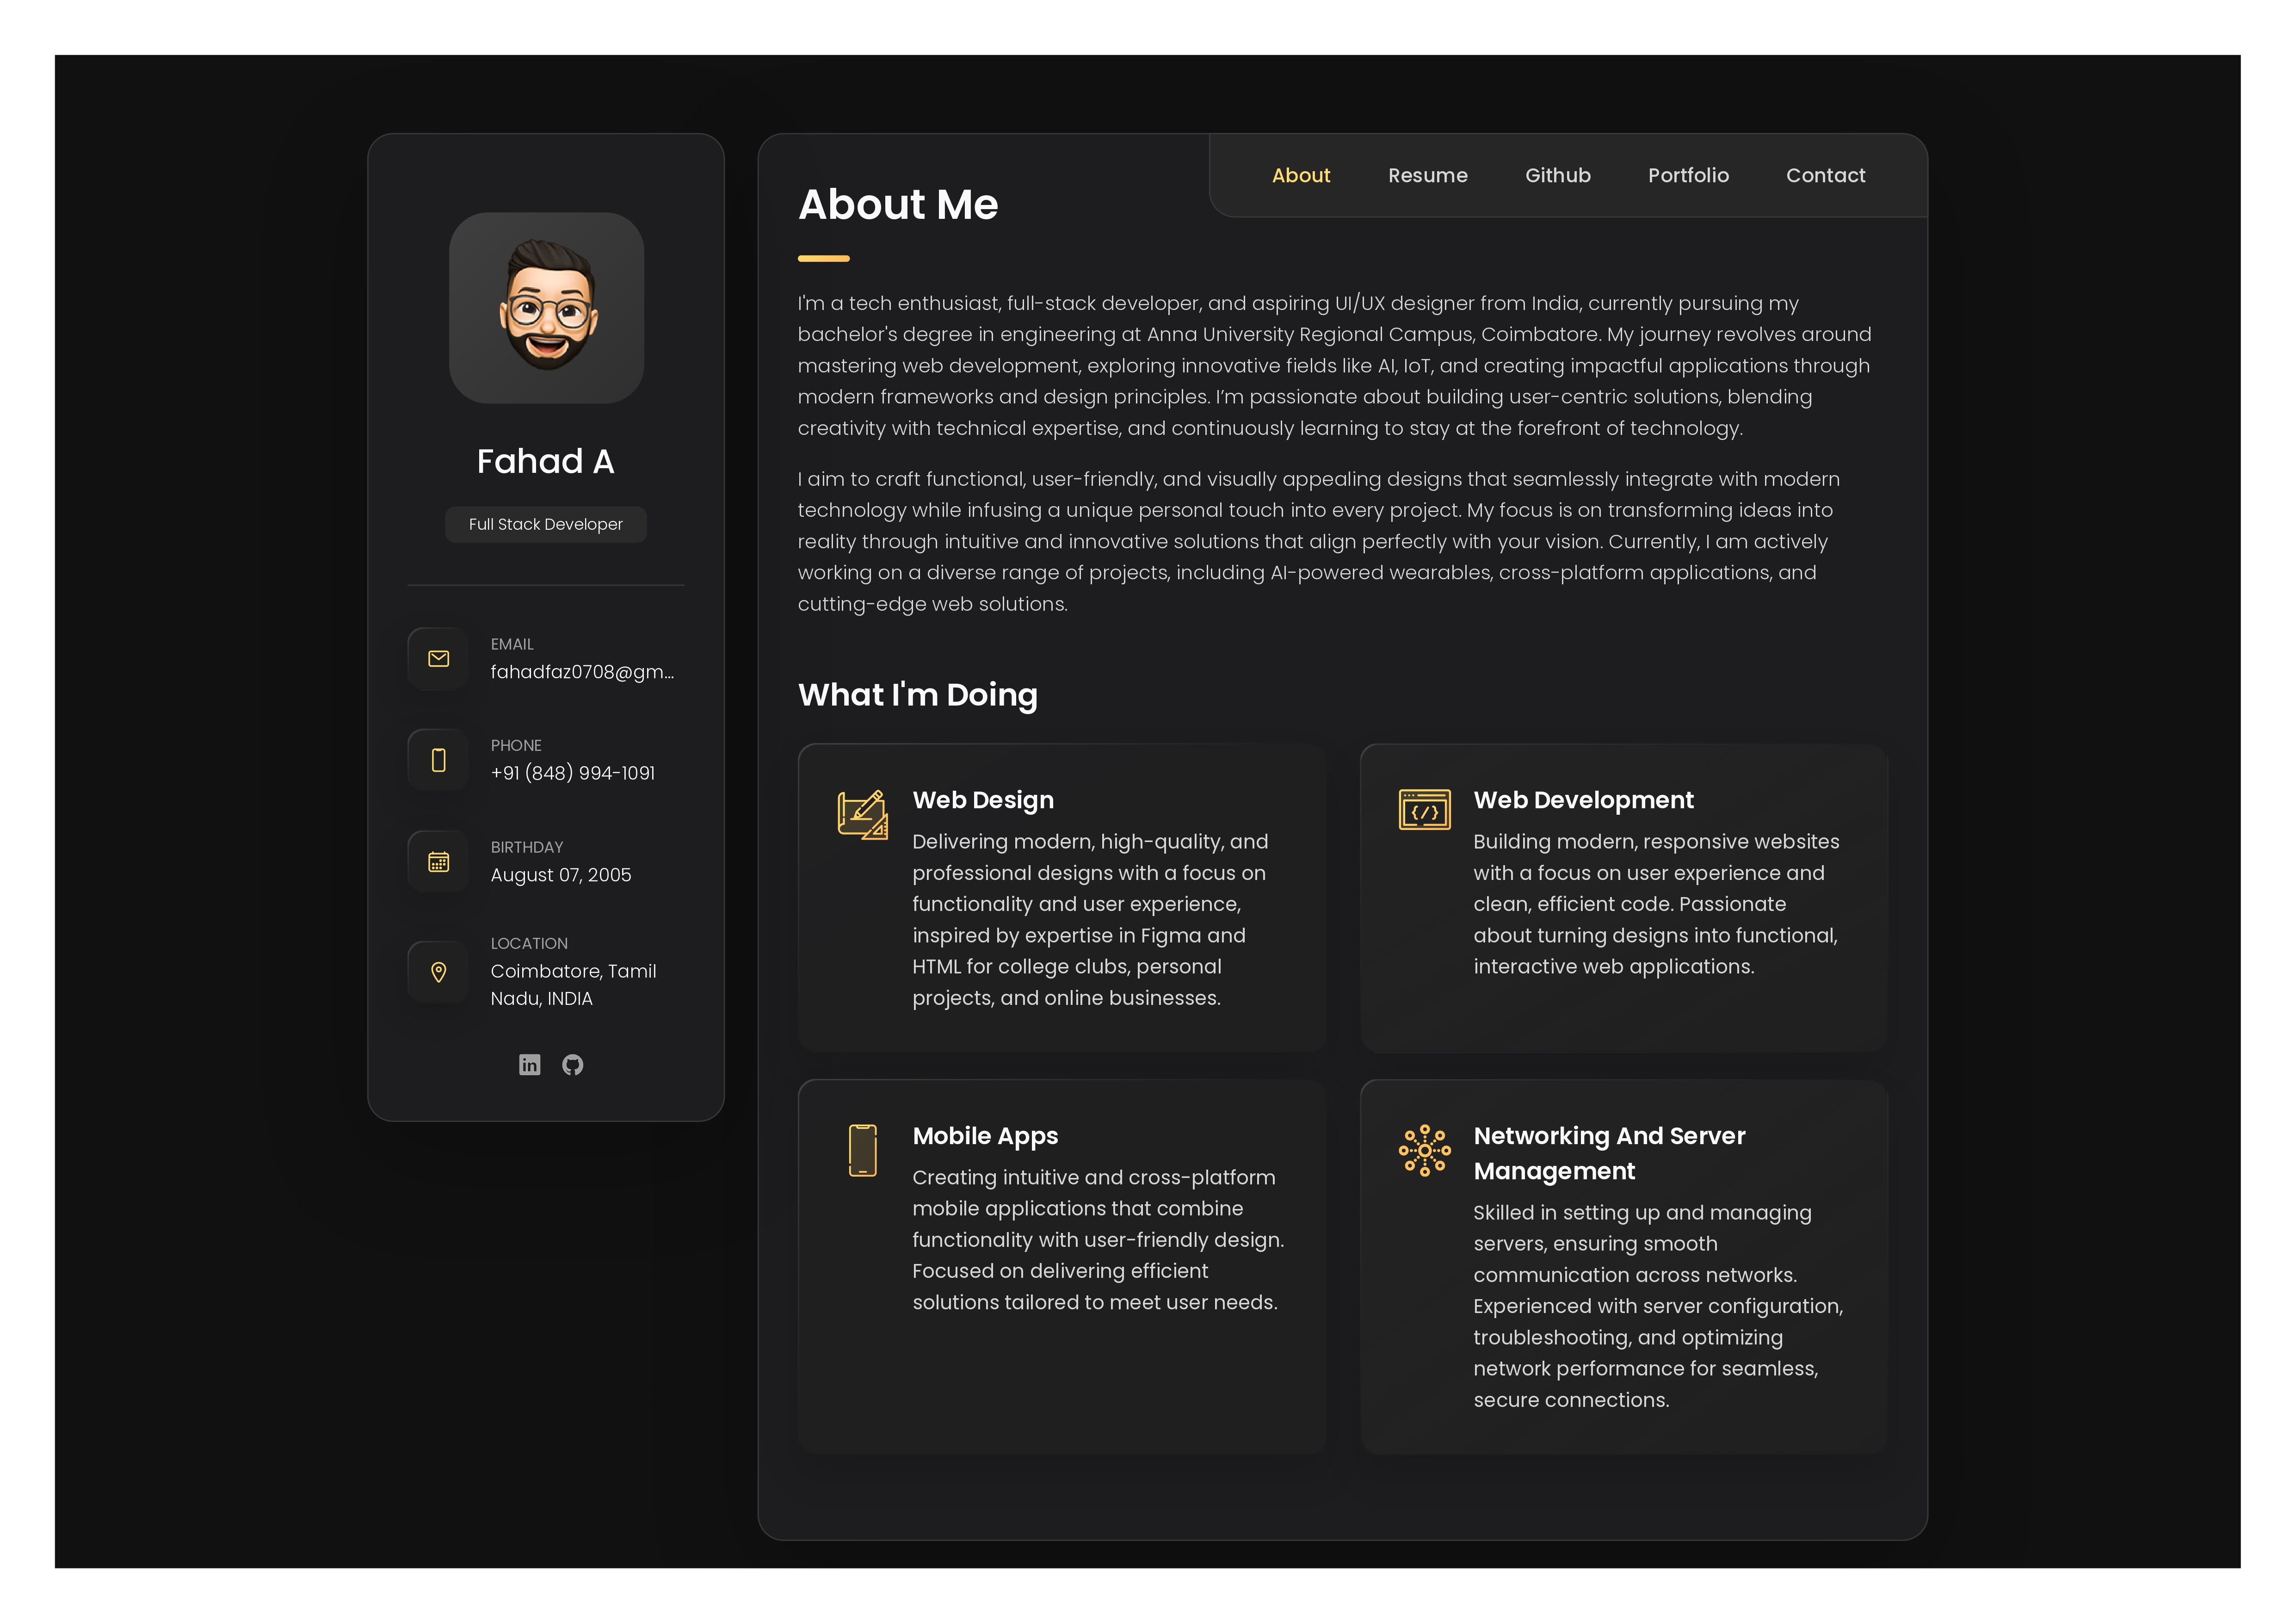 Fahad A
Full Stack Developer
EMAIL
fahadfaz0708@gm...
PHONE
+91 (848) 994-1091
BIRTHDAY
August 07, 2005
LOCATION
Coimbatore, Tamil
Nadu, INDIA
About Resume Github Portfolio Contact
About Me
I'm a tech enthusiast, full-stack developer, and aspiring UI/UX designer from India, currently pursuing my
bachelor's degree in engineering at Anna University Regional Campus, Coimbatore. My journey revolves around
mastering web development, exploring innovative fields like AI, IoT, and creating impactful applications through
modern frameworks and design principles. I’m passionate about building user-centric solutions, blending
creativity with technical expertise, and continuously learning to stay at the forefront of technology.
I aim to craft functional, user-friendly, and visually appealing designs that seamlessly integrate with modern
technology while infusing a unique personal touch into every project. My focus is on transforming ideas into
reality through intuitive and innovative solutions that align perfectly with your vision. Currently, I am actively
working on a diverse range of projects, including AI-powered wearables, cross-platform applications, and
cutting-edge web solutions.
What I'm Doing
Web Design
Delivering modern, high-quality, and
professional designs with a focus on
functionality and user experience,
inspired by expertise in Figma and
HTML for college clubs, personal
projects, and online businesses.
Web Development
Building modern, responsive websites
with a focus on user experience and
clean, efficient code. Passionate
about turning designs into functional,
interactive web applications.
Mobile Apps
Creating intuitive and cross-platform
mobile applications that combine
functionality with user-friendly design.
Focused on delivering efficient
solutions tailored to meet user needs.
Networking And Server
Management
Skilled in setting up and managing
servers, ensuring smooth
communication across networks.
Experienced with server configuration,
troubleshooting, and optimizing
network performance for seamless,
secure connections.